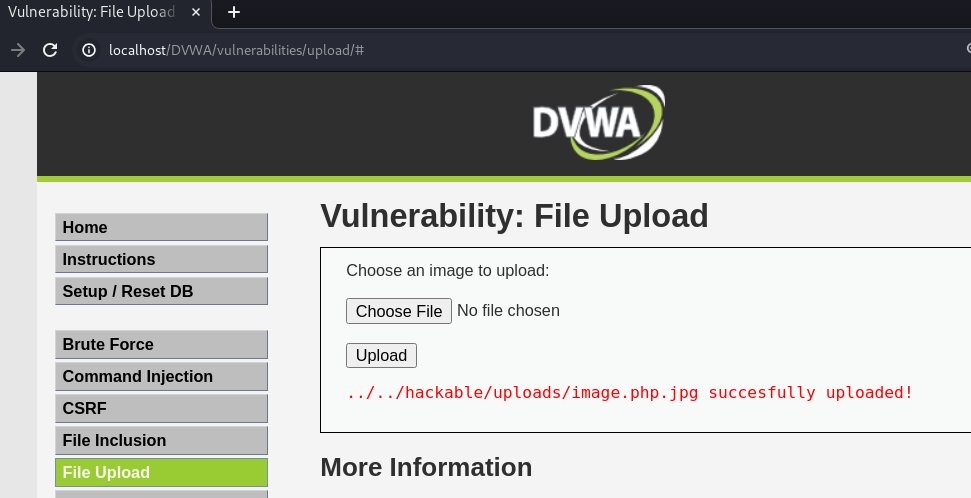 Vulnerability: File Upload
localhost/DVWA/vulnerabilities/upload/#
DVWA
Home
Instructions
Setup / Reset DB
Brute Force
Command Injection
CSRF
File Inclusion
File Upload
Vulnerability: File Upload
Choose an image to upload:
Choose File No file chosen
Upload
../../hackable/uploads/image.php.jpg succesfully uploaded!
More Information